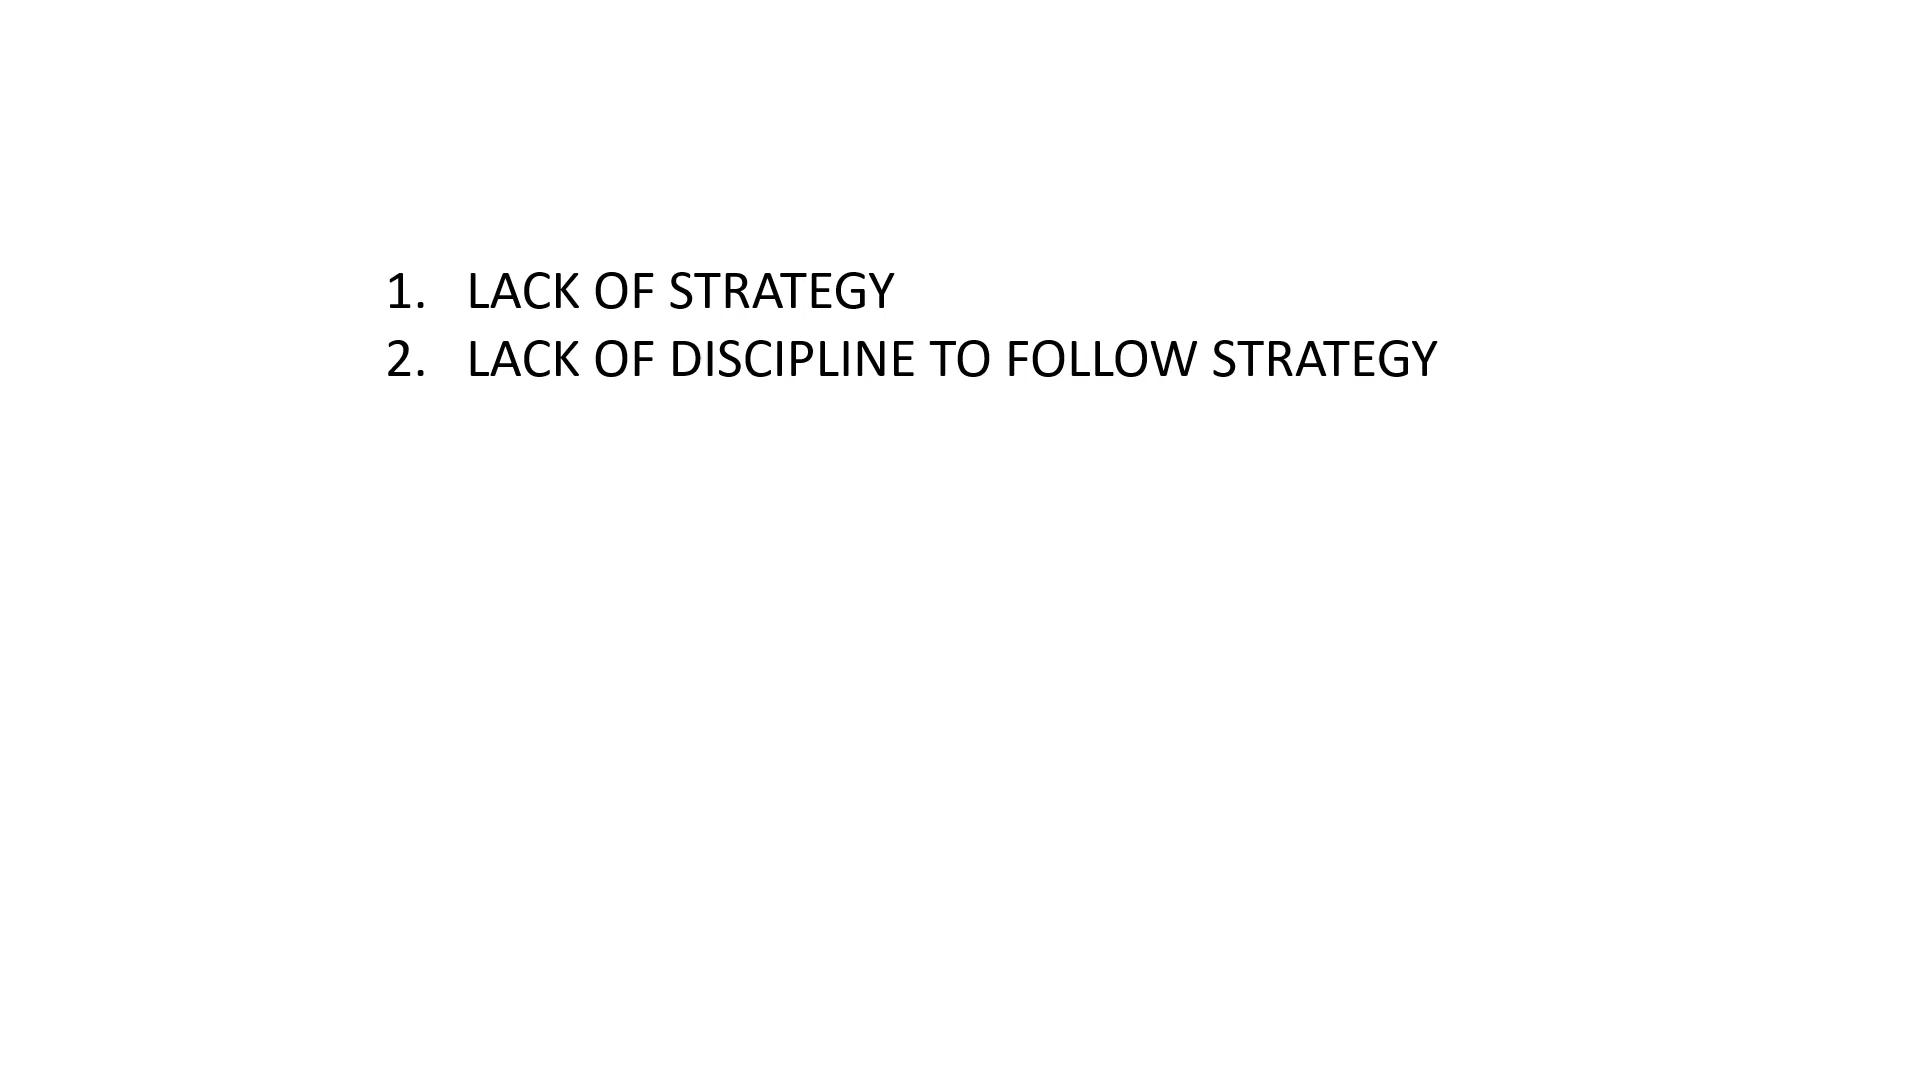 1. LACK OF STRATEGY
2. LACK OF DISCIPLINE TO FOLLOW STRATEGY